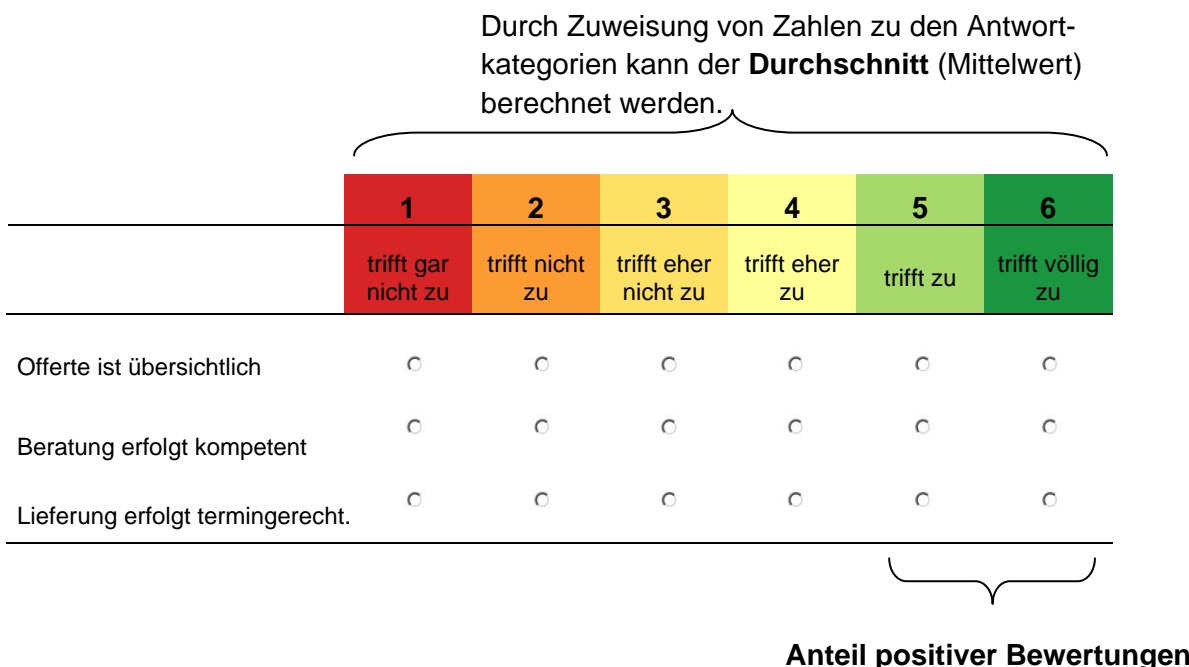 Durch Zuweisung von Zahlen zu den Antwort-
kategorien kann der Durchschnitt (Mittelwert)
berechnet werden.
1 2 3 4 5 6
trifft gar nicht zu
trifft nicht zu
trifft eher nicht zu
trifft eher zu
trifft zu
trifft völlig zu
Offerte ist übersichtlich
Beratung erfolgt kompetent
Lieferung erfolgt termingerecht.
Anteil positiver Bewertungen